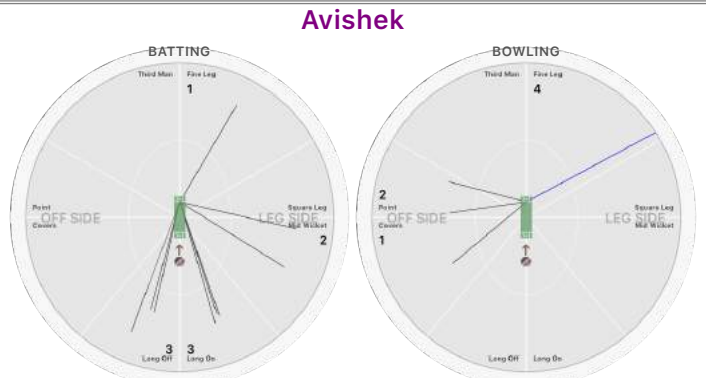 Avishek
BATTING
Third Man Fine Leg
1
Point Square Leg
OFF SIDE LEG SIDE
Covers Mid Wicket
2
3 3
Long Off Long On
BOWLING
Third Man Fine Leg
4
2
Point Square Leg
OFF SIDE LEG SIDE
Covers Mid Wicket
1
Long Off Long On